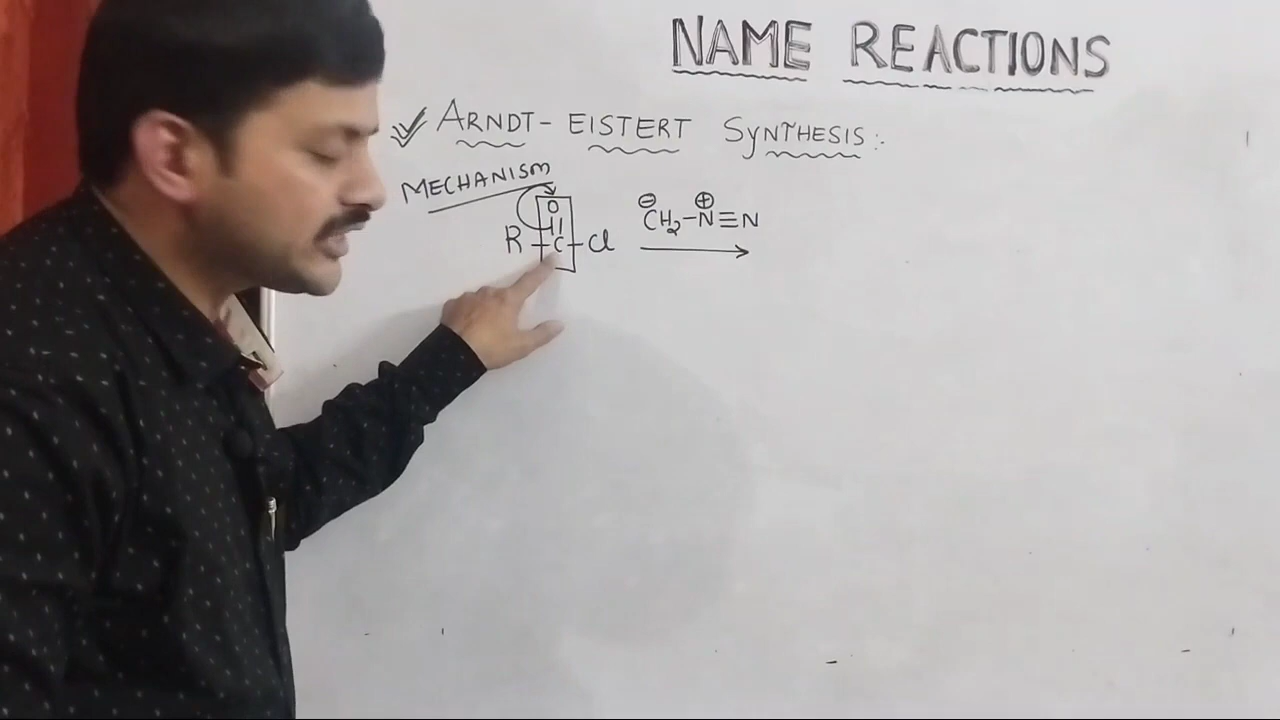 NAME REACTIONS
ARNDT-EISTERT SYNTHESIS:
MECHANISM
O
||
R-C-Cl
⊖ ⊕
CH₂-N≡N